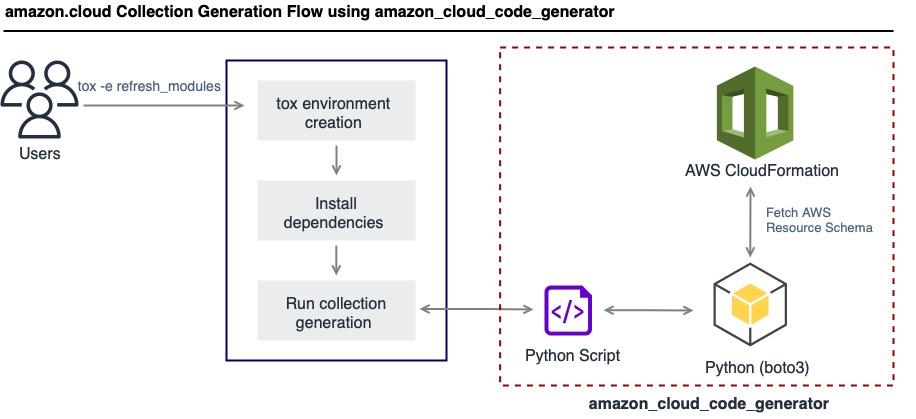 amazon.cloud Collection Generation Flow using amazon_cloud_code_generator
Users
tox -e refresh_modules
tox environment
creation
Install
dependencies
Run collection
generation
</>
Python Script
AWS CloudFormation
Fetch AWS
Resource Schema
Python (boto3)
amazon_cloud_code_generator